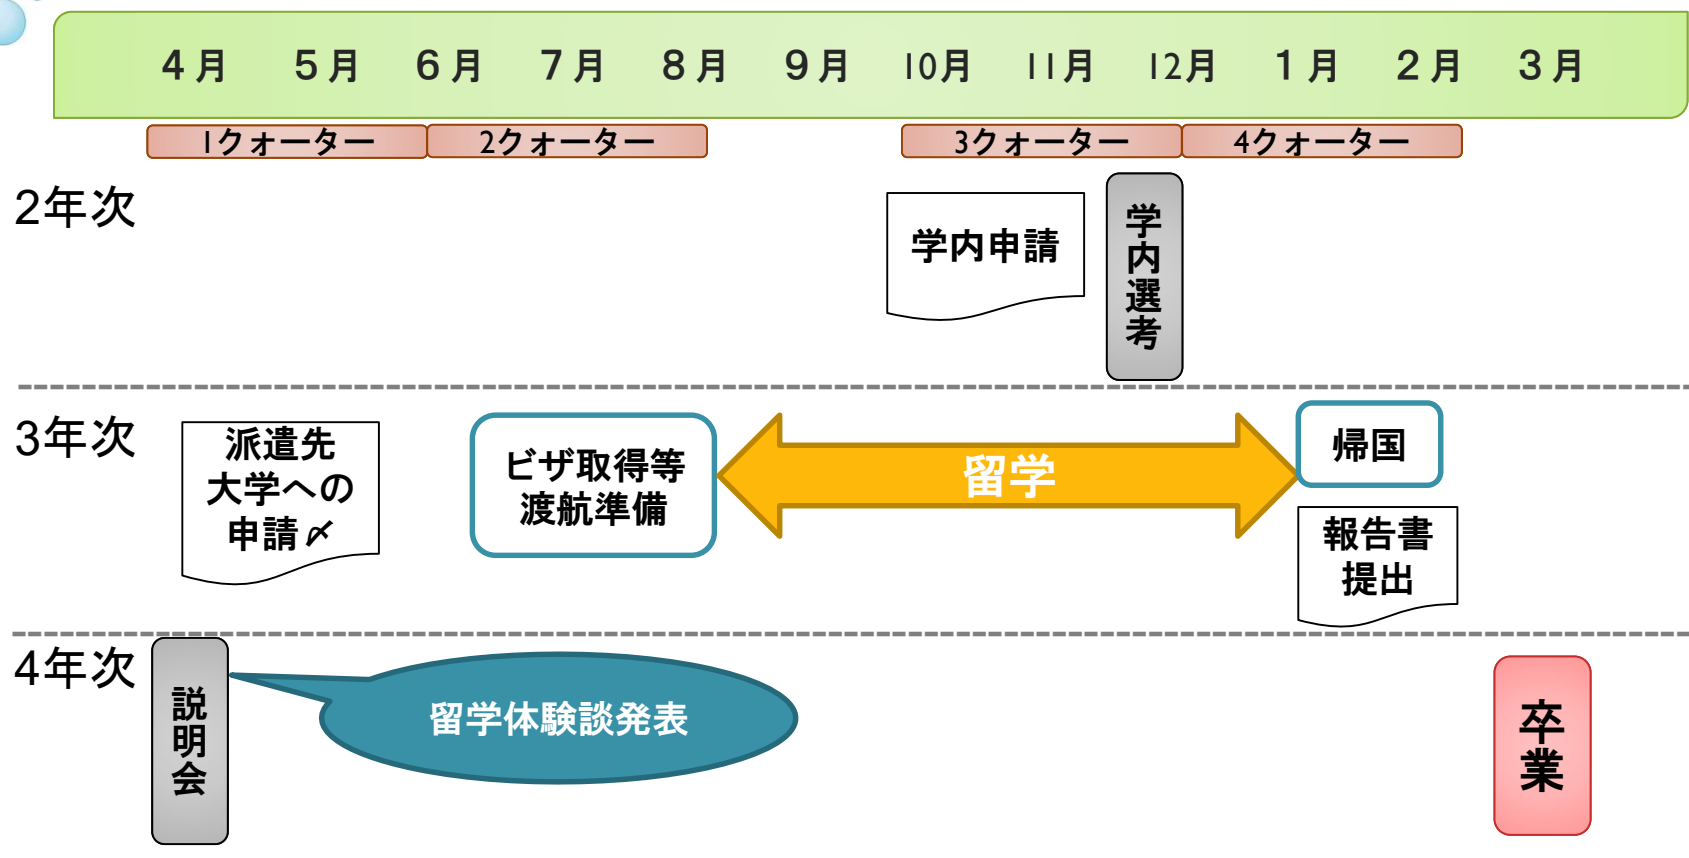 4月 5月 6月 7月 8月 9月 10月 11月 12月 1月 2月 3月
1クォーター 2クォーター 3クォーター 4クォーター
2年次
学内申請
学内選考
3年次
派遣先
大学への
申請〆
ビザ取得等
渡航準備
留学
帰国
報告書
提出
4年次
説明会
留学体験談発表
卒業